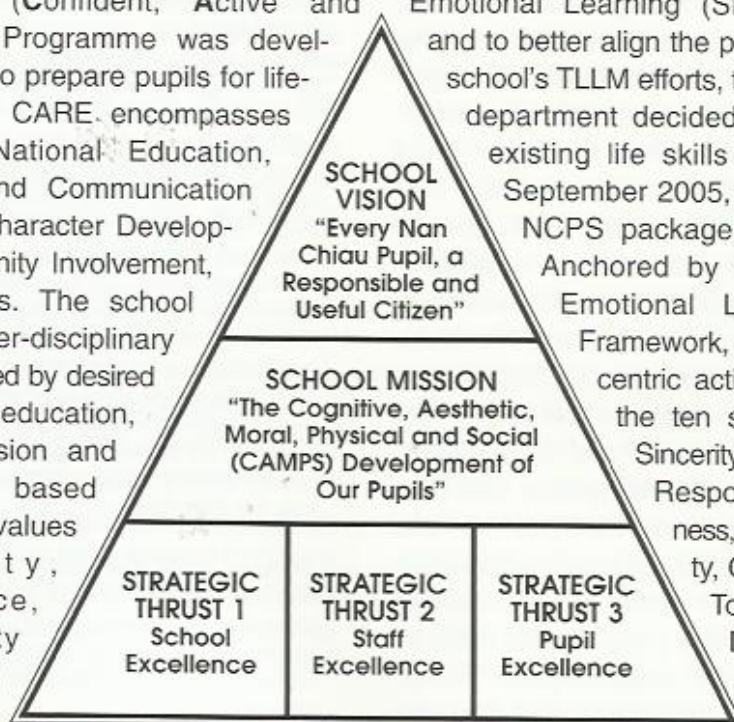 (Confident, Active and
Programme was devel-
o prepare pupils for life-
CARE encompasses
National Education,
nd Communication
haracter Develop-
nity Involvement,
s. The school
er-disciplinary
ed by desired
education,
sion and
based
values
ty,
ce,
ty
SCHOOL
VISION
“Every Nan
Chiau Pupil, a
Responsible and
Useful Citizen”
SCHOOL MISSION
“The Cognitive, Aesthetic,
Moral, Physical and Social
(CAMPS) Development of
Our Pupils”
STRATEGIC
THRUST 1
School
Excellence
STRATEGIC
THRUST 2
Staff
Excellence
STRATEGIC
THRUST 3
Pupil
Excellence
Emotional Learning (S
and to better align the p
school's TLLM efforts,
department decided
existing life skills
September 2005,
NCPS package
Anchored by
Emotional L
Framework,
centric acti
the ten s
Sincerity
Respo
ness,
ty, C
To